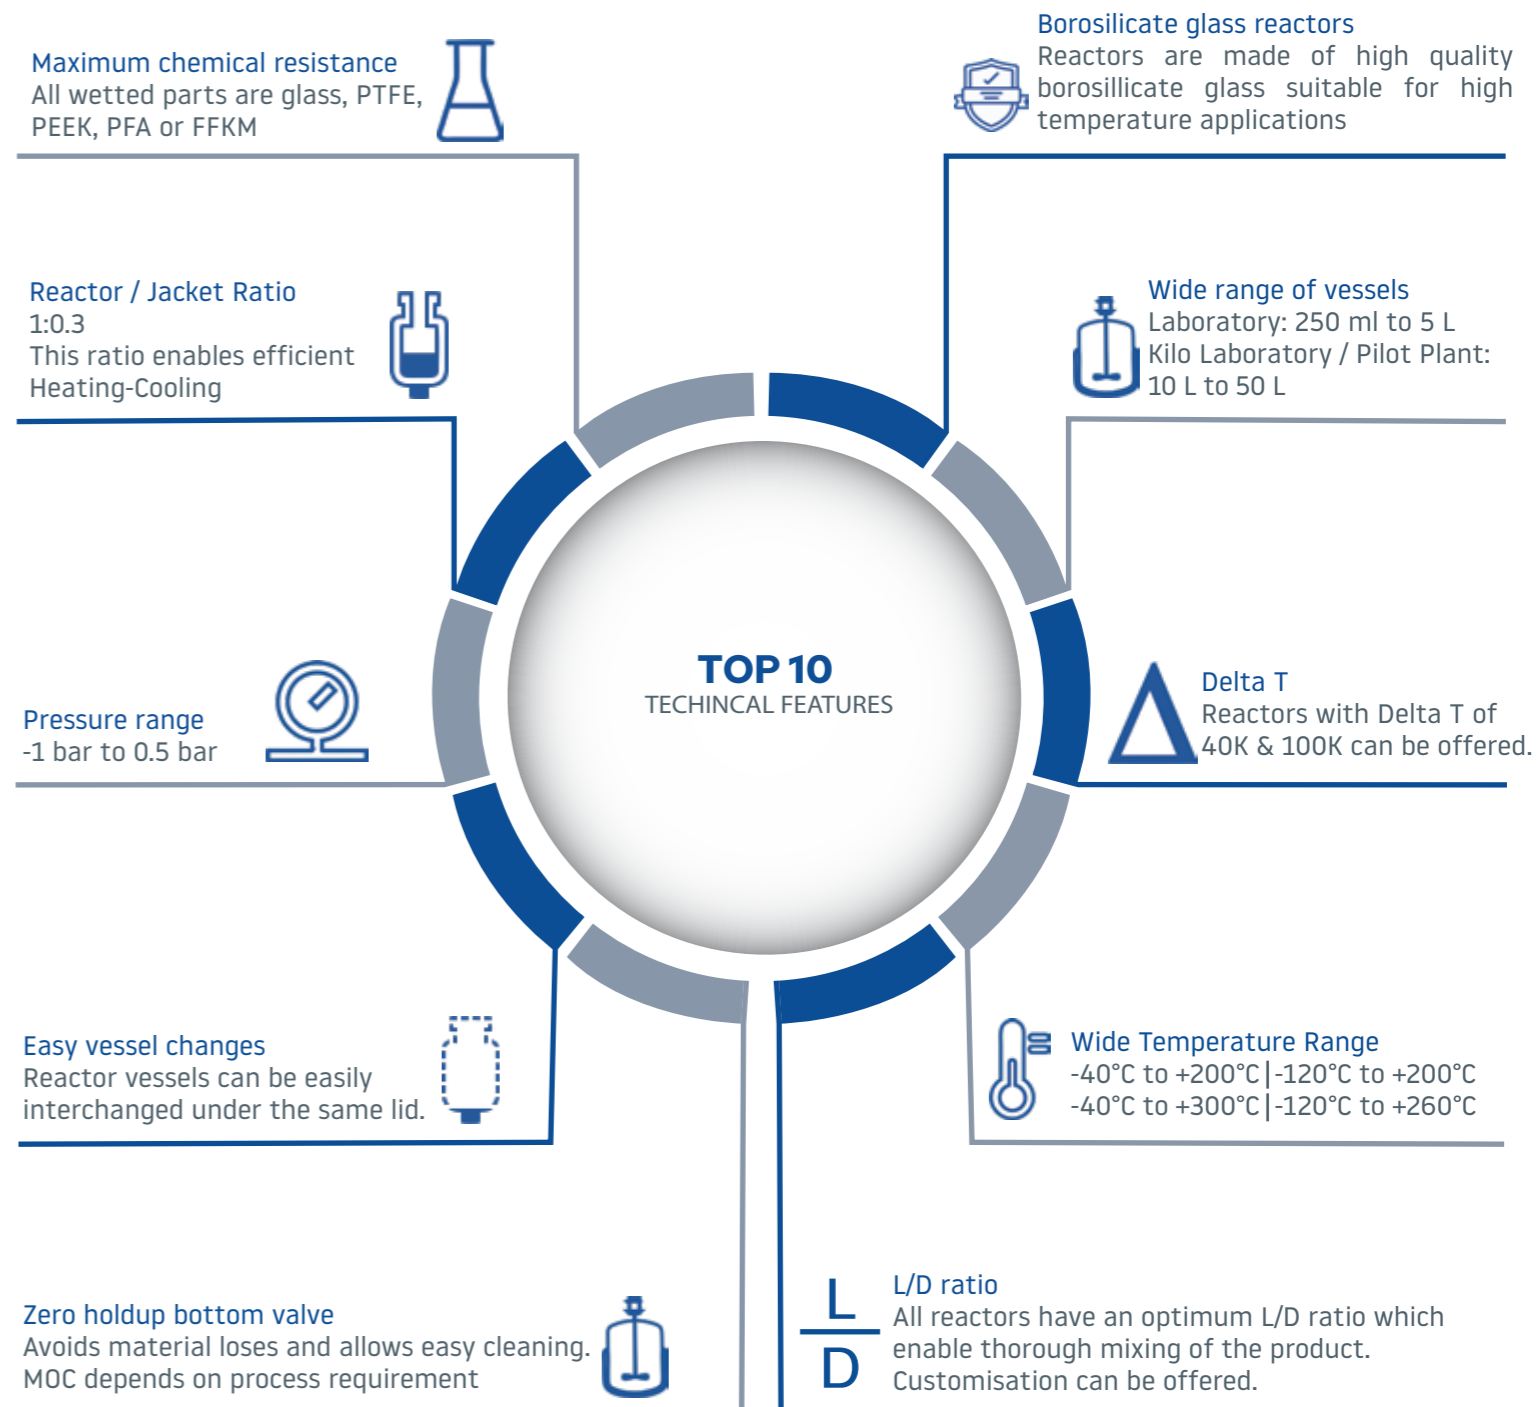 Maximum chemical resistance
All wetted parts are glass, PTFE,
PEEK, PFA or FFKM
Borosilicate glass reactors
Reactors are made of high quality
borosillicate glass suitable for high
temperature applications
Reactor / Jacket Ratio
1:0.3
This ratio enables efficient
Heating-Cooling
Wide range of vessels
Laboratory: 250 ml to 5 L
Kilo Laboratory / Pilot Plant:
10 L to 50 L
TOP 10
TECHINCAL FEATURES
Pressure range
-1 bar to 0.5 bar
Delta T
Reactors with Delta T of
40K & 100K can be offered.
Easy vessel changes
Reactor vessels can be easily
interchanged under the same lid.
Wide Temperature Range
-40°C to +200°C|-120°C to +200°C
-40°C to +300°C|-120°C to +260°C
Zero holdup bottom valve
Avoids material loses and allows easy cleaning.
MOC depends on process requirement
L
D
L/D ratio
All reactors have an optimum L/D ratio which
enable thorough mixing of the product.
Customisation can be offered.